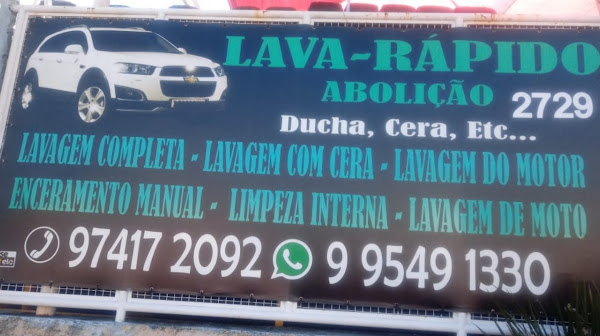 LAVA-RÁPIDO
ABOLIÇÃO 2729
Ducha, Cera, Etc...
LAVAGEM COMPLETA - LAVAGEM COM CERA - LAVAGEM DO MOTOR
ENCERAMENTO MANUAL - LIMPEZA INTERNA - LAVAGEM DE MOTO
97417 2092 9 9549 1330